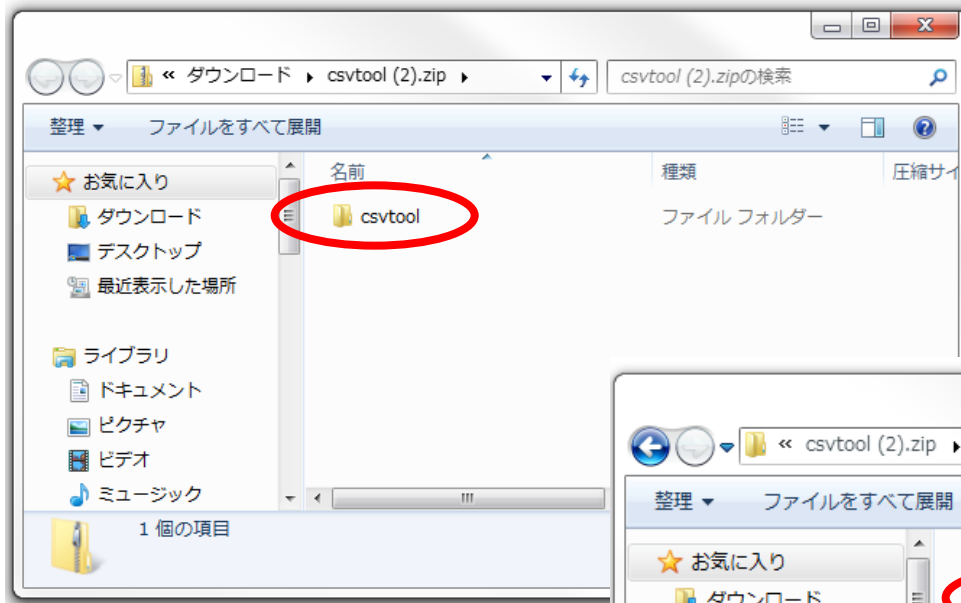 « ダウンロード ▸ csvtool (2).zip ▸
csvtool (2).zipの検索
整理 ▼ ファイルをすべて展開
名前 種類 圧縮サイ
お気に入り
ダウンロード
デスクトップ
最近表示した場所
csvtool ファイル フォルダー
ライブラリ
ドキュメント
ピクチャ
ビデオ
ミュージック
1 個の項目
« csvtool (2).zip ▸
整理 ▼ ファイルをすべて展開
お気に入り
ダウンロード